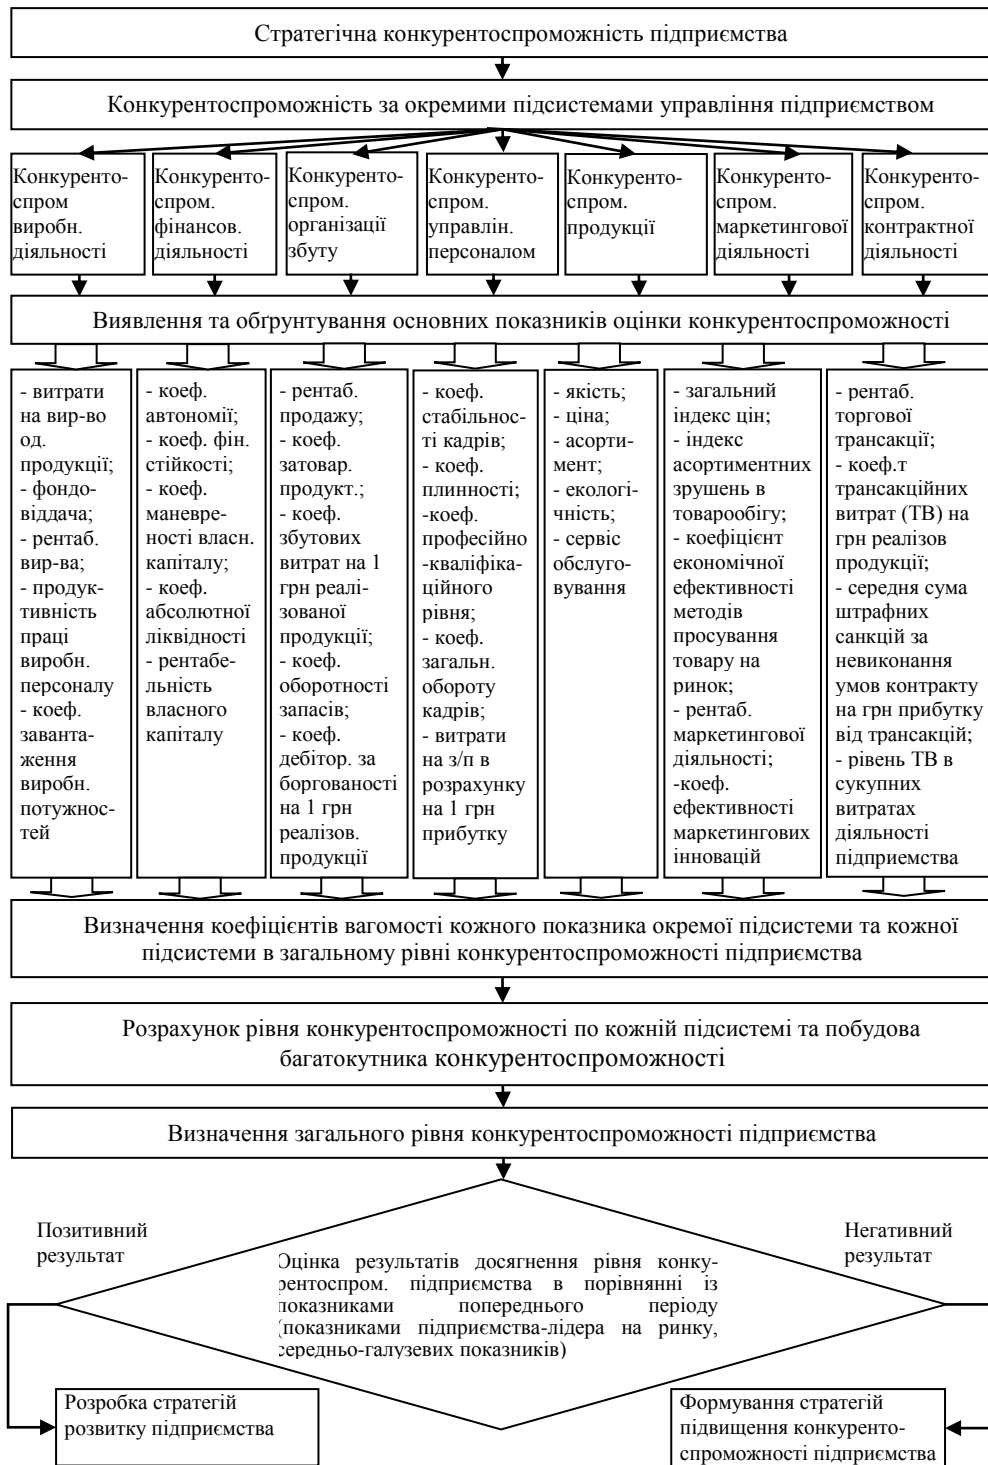 Стратегічна конкурентоспроможність підприємства
Конкурентоспроможність за окремими підсистемами управління підприємством
Конкуренто-
спром
виробн.
діяльності
Конкуренто-
спром.
фінансов.
діяльності
Конкуренто-
спром.
організації
збуту
Конкуренто-
спром.
управлін.
персоналом
Конкуренто-
спром.
продукції
Конкуренто-
спром.
маркетингової
діяльності
Конкуренто-
спром.
контрактної
діяльності
Виявлення та обґрунтування основних показників оцінки конкурентоспроможності
- витрати
на вир-во
од.
продукції;
- фондо-
віддача;
- рентаб.
вир-ва;
- продук-
тивність
праці
виробн.
персоналу
- коеф.
заванта-
ження
виробн.
потужнос-
тей
- коеф.
автономії;
- коеф. фін.
стійкості;
- коеф.
маневре-
ності власн.
капіталу;
- коеф.
абсолютної
ліквідності
- рентабе-
льність
власного
капіталу
- рентаб.
продажу;
- коеф.
затовар.
продукт.;
- коеф.
збутових
витрат на 1
грн реалі-
зованої
продукції;
- коеф.
оборотності
запасів;
- коеф.
дебітор. за
боргованості
на 1 грн
реалізов.
продукції
- коеф.
стабільнос-
ті кадрів;
- коеф.
плинності;
-коеф.
професійно
-кваліфіка-
ційного
рівня;
- коеф.
загальн.
обороту
кадрів;
- витрати
на з/п в
розрахунку
на 1 грн
прибутку
- якість;
- ціна;
- асорти-
мент;
- екологі-
чність;
- сервіс
обслуго-
вування
- загальний
індекс цін;
- індекс
асортиментних
зрушень в
товарообігу;
- коефіцієнт
економічної
ефективності
методів
просування
товару на
ринок;
- рентаб.
маркетингової
діяльності;
-коеф.
ефективності
маркетингових
інновацій
- рентаб.
торгової
трансакції;
- коеф.т
трансакційних
витрат (ТВ) на
грн реалізов
продукції;
- середня сума
штрафних
санкцій за
невиконання
умов контракту
на грн прибутку
від трансакцій;
- рівень ТВ в
сукупних
витратах
діяльності
підприємства
Визначення коефіцієнтів вагомості кожного показника окремої підсистеми та кожної
підсистеми в загальному рівні конкурентоспроможності підприємства
Розрахунок рівня конкурентоспроможності по кожній підсистемі та побудова
багатокутника конкурентоспроможності
Визначення загального рівня конкурентоспроможності підприємства
Позитивний
результат
Негативний
результат
Оцінка результатів досягнення рівня конку-
рентоспром. підприємства в порівнянні із
показниками попереднього періоду
(показниками підприємства-лідера на ринку,
середньо-галузевих показників)
Розробка стратегій
розвитку підприємства
Формування стратегій
підвищення конкуренто-
спроможності підприємства